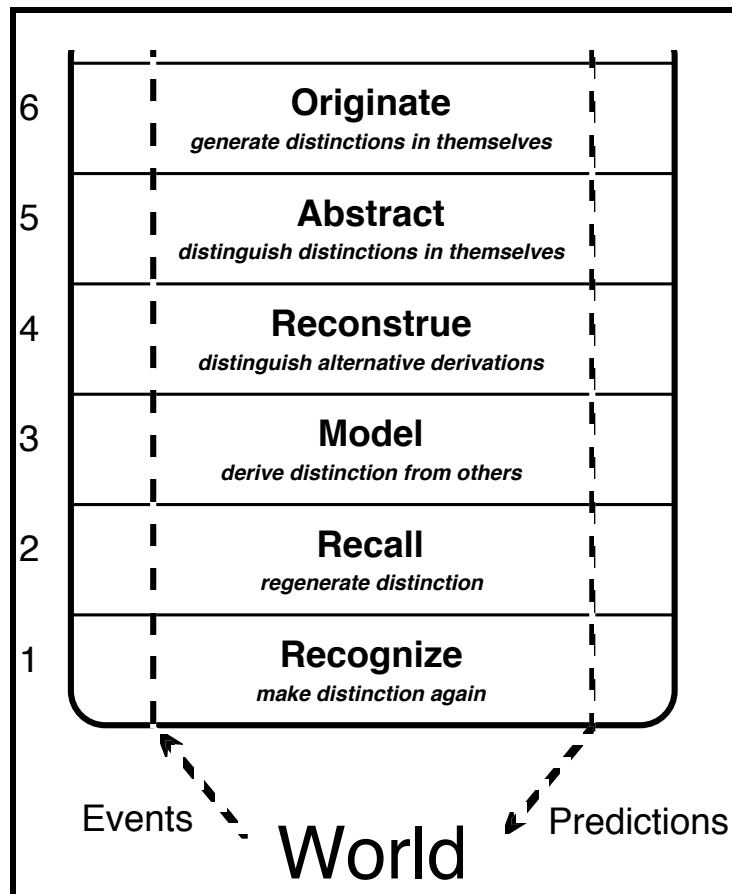 6
Originate
generate distinctions in themselves
5
Abstract
distinguish distinctions in themselves
4
Reconstrue
distinguish alternative derivations
3
Model
derive distinction from others
2
Recall
regenerate distinction
1
Recognize
make distinction again
Events
World
Predictions